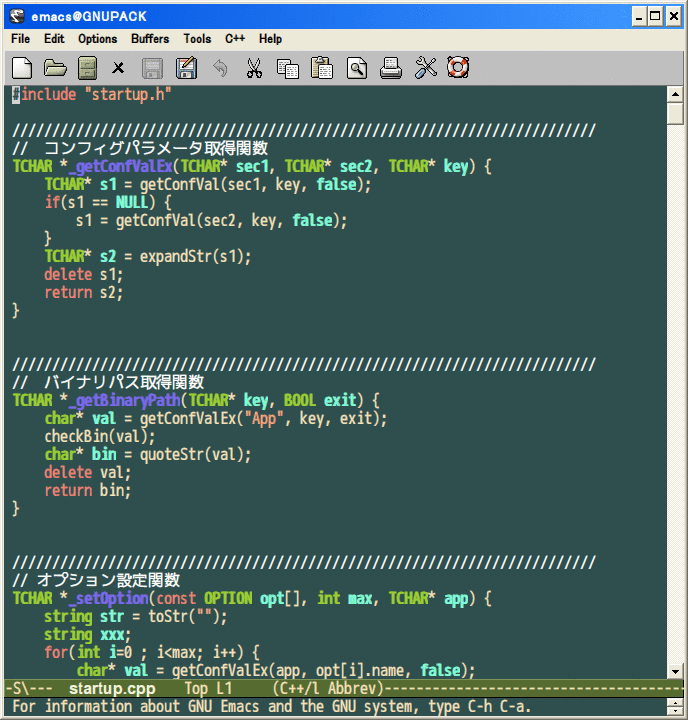 emacs@GNUPACK
File Edit Options Buffers Tools C++ Help
#include "startup.h"
/////////////////////////////////////////////////////////////////////////
//  コンフィグパラメータ取得関数
TCHAR *_getConfValEx(TCHAR* sec1, TCHAR* sec2, TCHAR* key) {
    TCHAR* s1 = getConfVal(sec1, key, false);
    if(s1 == NULL) {
        s1 = getConfVal(sec2, key, false);
    }
    TCHAR* s2 = expandStr(s1);
    delete s1;
    return s2;
}
/////////////////////////////////////////////////////////////////////////
//  バイナリパス取得関数
TCHAR *_getBinaryPath(TCHAR* key, BOOL exit) {
    char* val = getConfValEx("App", key, exit);
    checkBin(val);
    char* bin = quoteStr(val);
    delete val;
    return bin;
}
/////////////////////////////////////////////////////////////////////////
// オプション設定関数
TCHAR *_setOption(const OPTION opt[], int max, TCHAR* app) {
    string str = toStr("");
    string xxx;
    for(int i=0 ; i<max; i++) {
        char* val = getConfValEx(app, opt[i].name, false);
-S\---  startup.cpp    Top L1     (C++/l Abbrev)--------------------------------------
For information about GNU Emacs and the GNU system, type C-h C-a.